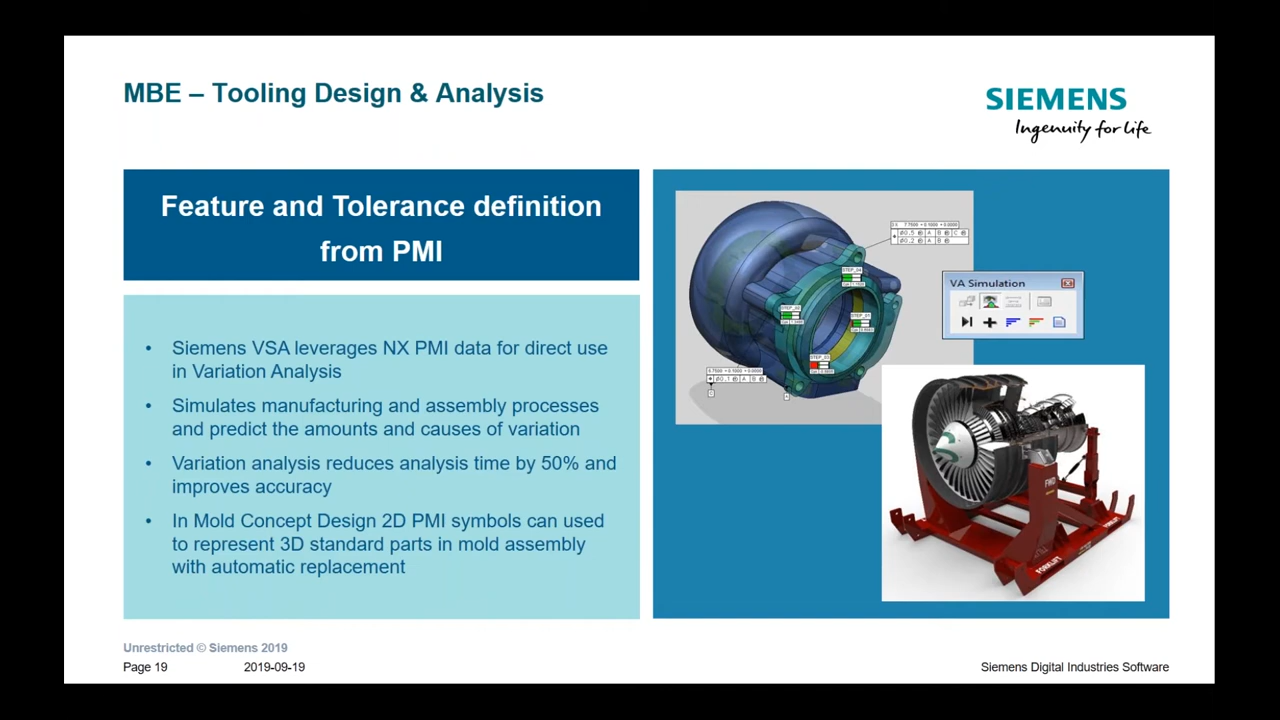 MBE – Tooling Design & Analysis
SIEMENS
Ingenuity for life
Feature and Tolerance definition
from PMI
• Siemens VSA leverages NX PMI data for direct use
in Variation Analysis
• Simulates manufacturing and assembly processes
and predict the amounts and causes of variation
• Variation analysis reduces analysis time by 50% and
improves accuracy
• In Mold Concept Design 2D PMI symbols can used
to represent 3D standard parts in mold assembly
with automatic replacement
VA Simulation
FWD
FORKLIFT
Unrestricted © Siemens 2019
Page 19
2019-09-19
Siemens Digital Industries Software